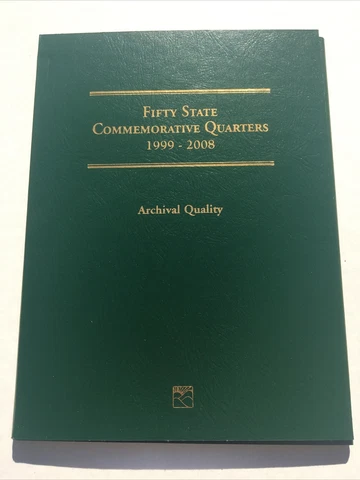 FIFTY STATE
COMMEMORATIVE QUARTERS
1999 - 2008
Archival Quality